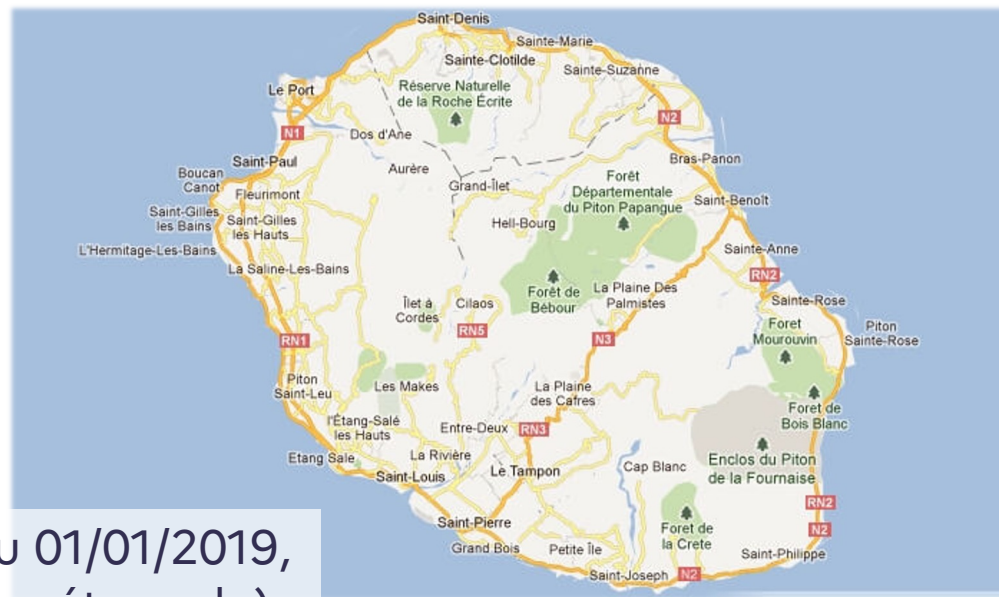 Saint-Denis
Sainte-Marie
Sainte-Clotilde
Sainte-Suzanne
Le Port
Réserve Naturelle
de la Roche Écrite
N1
Dos d'Ane
N2
Saint-Paul
Aurère
Bras-Panon
Boucan
Canot
Fleurimont
Grand-Îlet
Forêt
Départementale
du Piton Papangue
Saint-Benoît
Saint-Gilles
les Bains
Saint-Gilles
les Hauts
Hell-Bourg
L'Hermitage-Les-Bains
Sainte-Anne
La Saline-Les-Bains
RN2
Forêt de
Bébour
La Plaine Des
Palmistes
Îlet à
Cordes
Cilaos
Sainte-Rose
RN5
Foret
Mourouvin
Piton
Sainte-Rose
RN1
N3
Piton
Saint-Leu
Les Makes
La Plaine
des Cafres
Foret de
Bois Blanc
l'Étang-Salé
les Hauts
Entre-Deux
RN3
Etang Sale
La Rivière
Enclos du Piton
de la Fournaise
Saint-Louis
Le Tampon
Cap Blanc
RN2
Saint-Pierre
Foret de
la Crete
N2
Grand Bois
Petite Île
Saint-Philippe
Saint-Joseph
N2
01/01/2019,